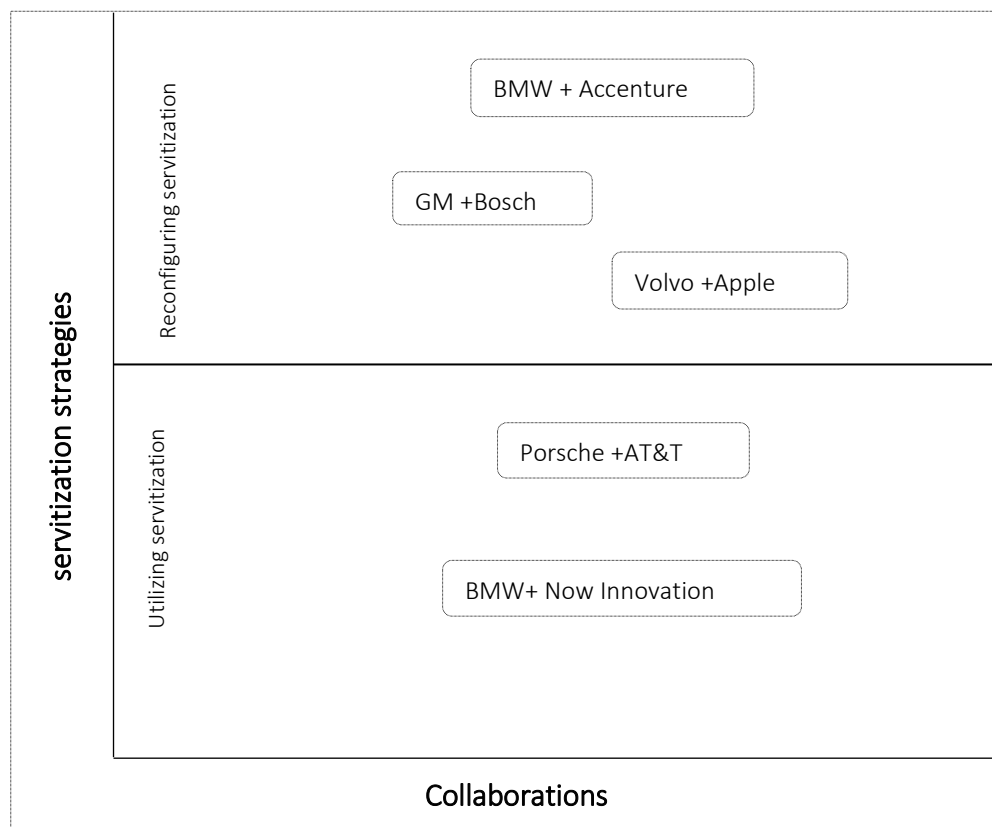 servitization strategies
Reconfiguring servitization
BMW + Accenture
GM +Bosch
Volvo +Apple
Utilizing servitization
Porsche +AT&T
BMW+ Now Innovation
Collaborations